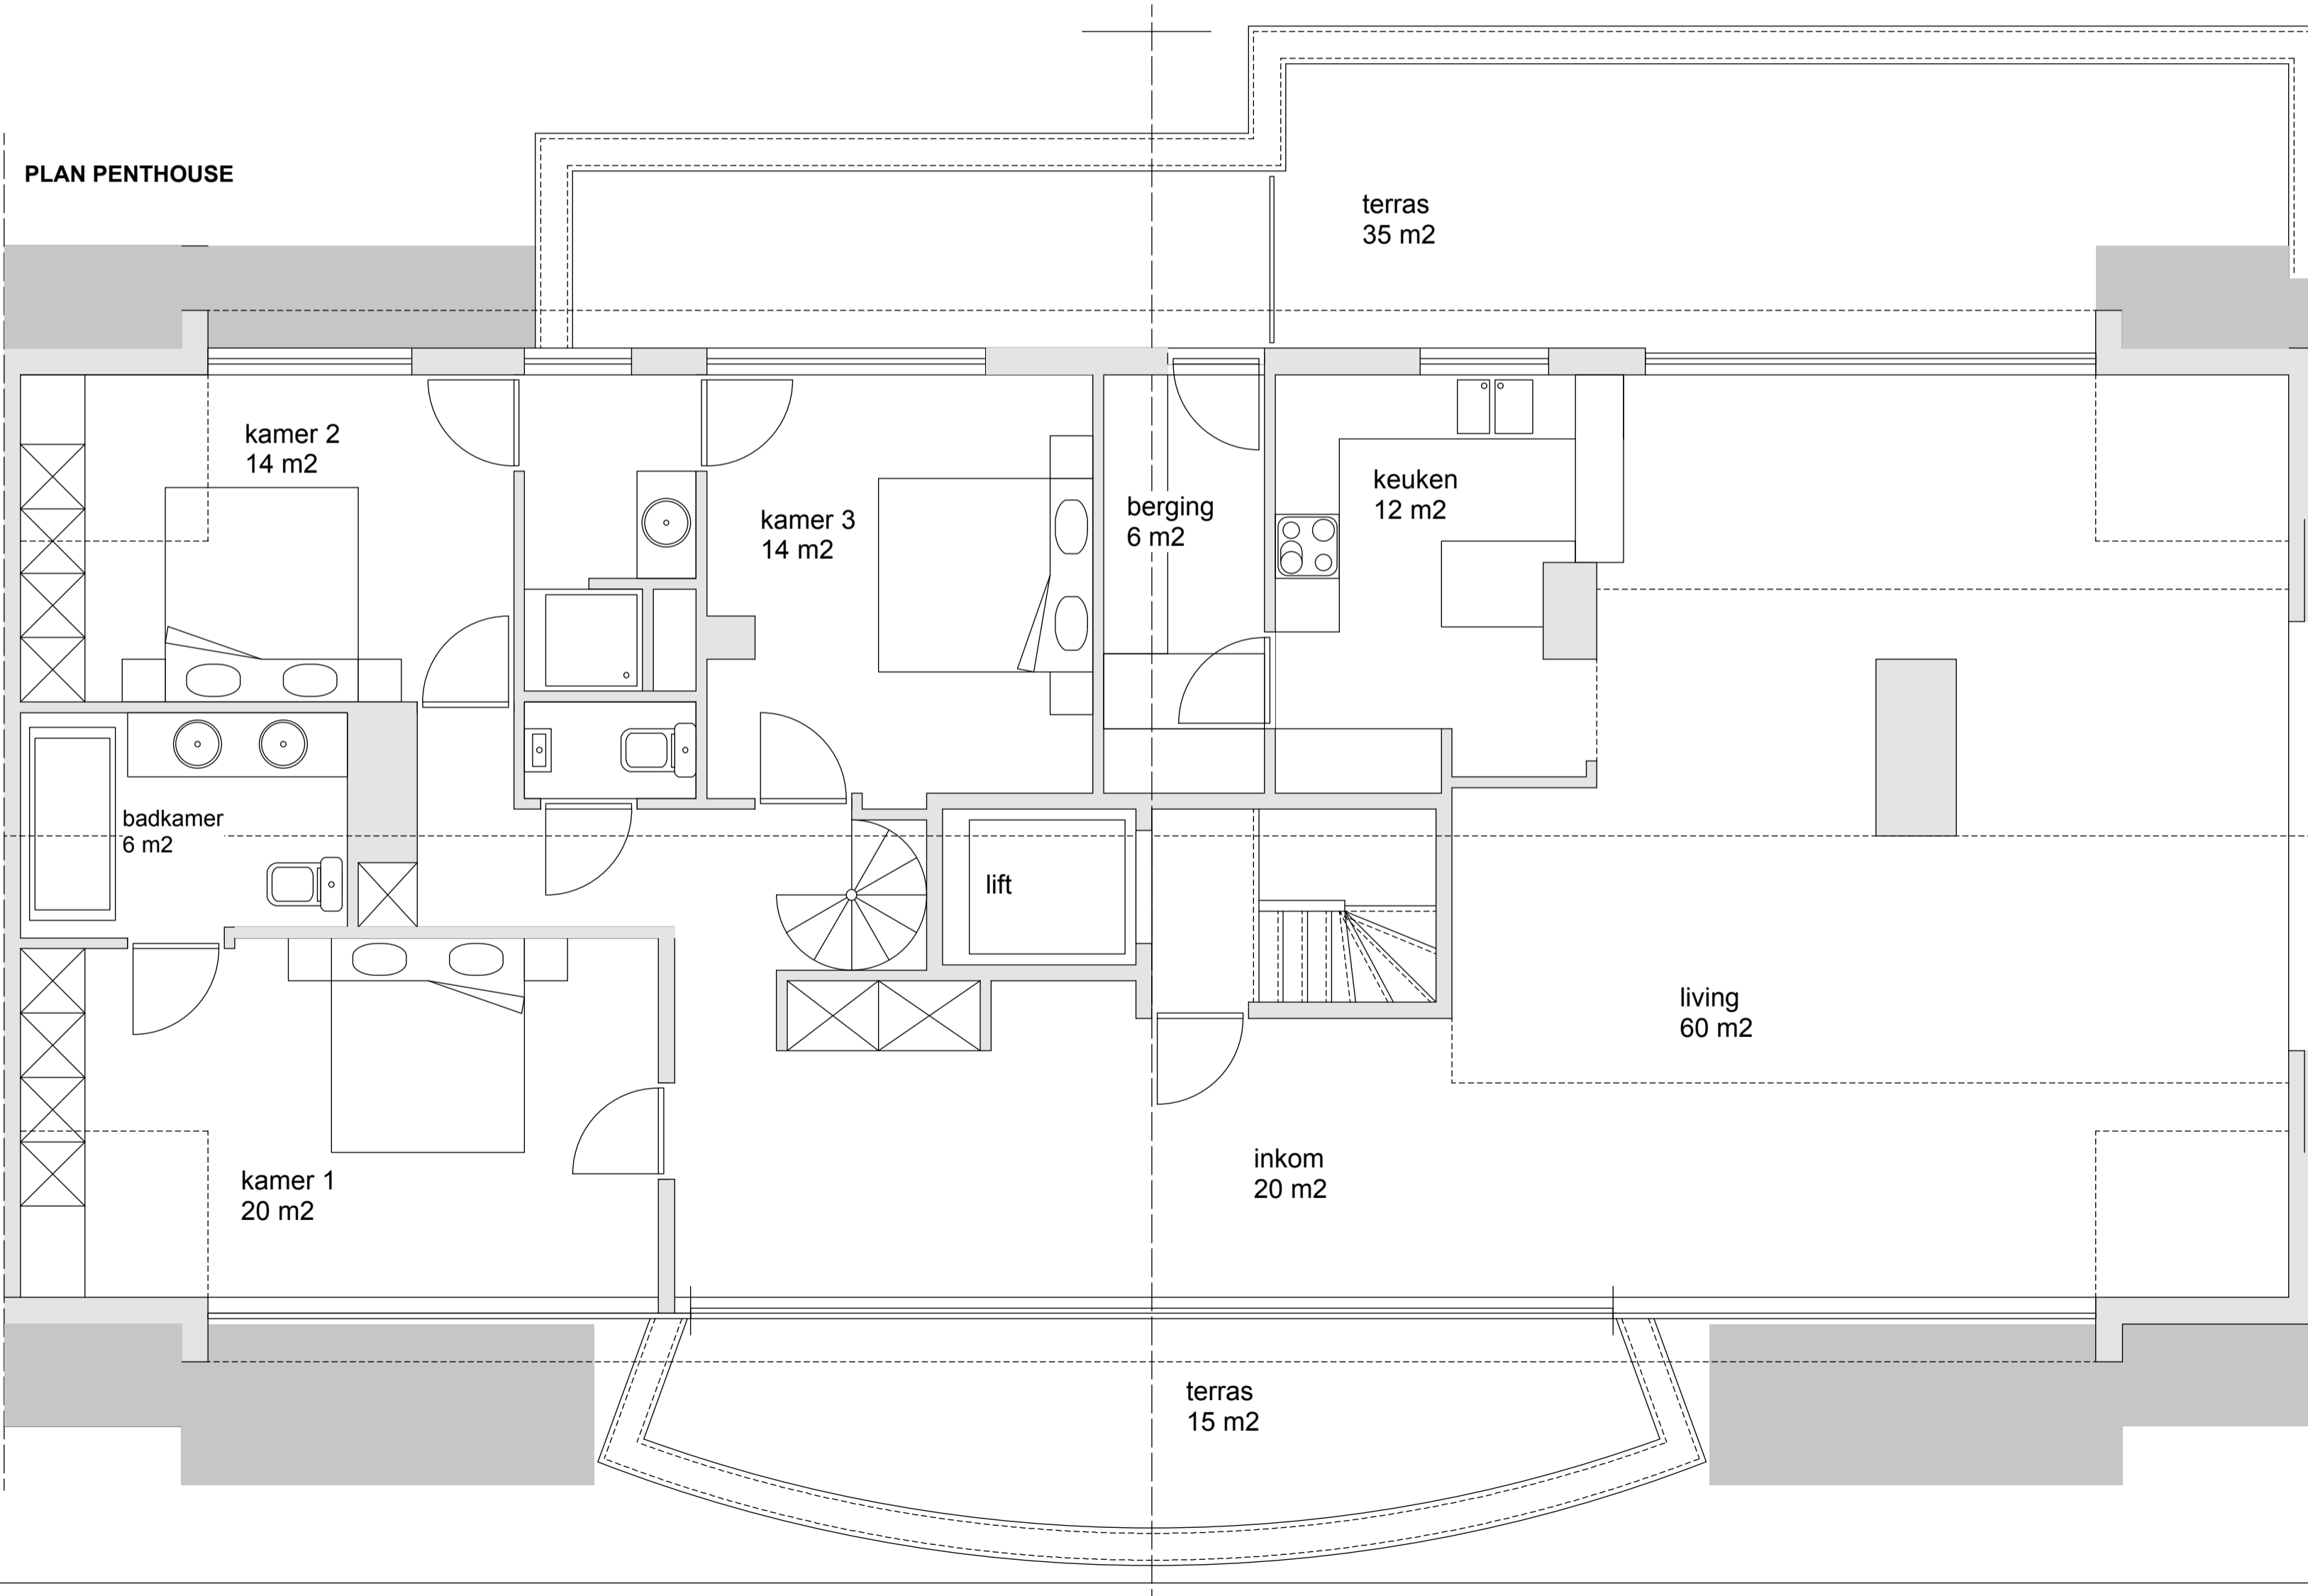 PLAN PENTHOUSE
terras
35 m2
kamer 2
14 m2
kamer 3
14 m2
berging
6 m2
keuken
12 m2
badkamer
6 m2
lift
living
60 m2
kamer 1
20 m2
inkom
20 m2
terras
15 m2